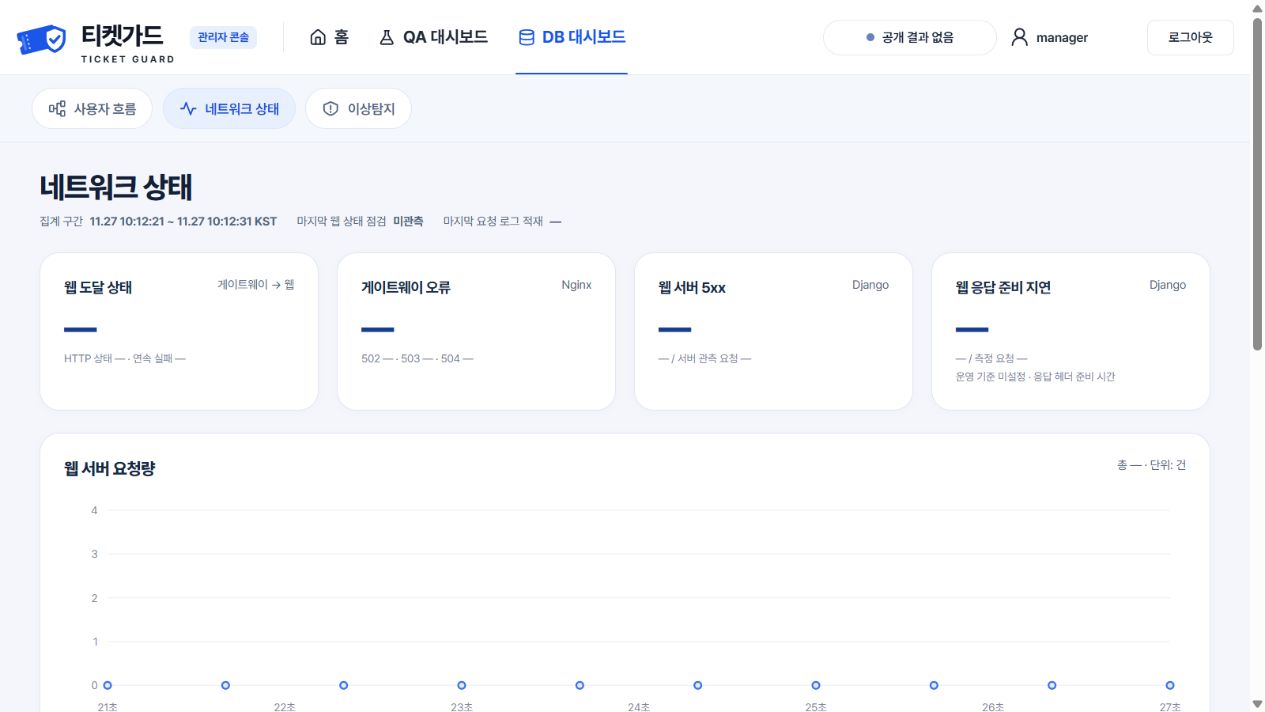 티켓가드
TICKET GUARD
관리자 콘솔
홈
QA 대시보드
DB 대시보드
공개 결과 없음
manager
로그아웃
사용자 흐름
네트워크 상태
이상탐지
네트워크 상태
집계 구간 11.27 10:12:21 ~ 11.27 10:12:31 KST 마지막 웹 상태 점검 미관측 마지막 요청 로그 적재 —
웹 도달 상태
게이트웨이 → 웹
—
HTTP 상태 — · 연속 실패 —
게이트웨이 오류
Nginx
—
502 — · 503 — · 504 —
웹 서버 5xx
Django
—
— / 서버 관측 요청 —
웹 응답 준비 지연
Django
—
— / 측정 요청 —
운영 기준 미설정 · 응답 헤더 준비 시간
웹 서버 요청량
총 — · 단위: 건
4
3
2
1
0
21초 22초 23초 24초 25초 26초 27초